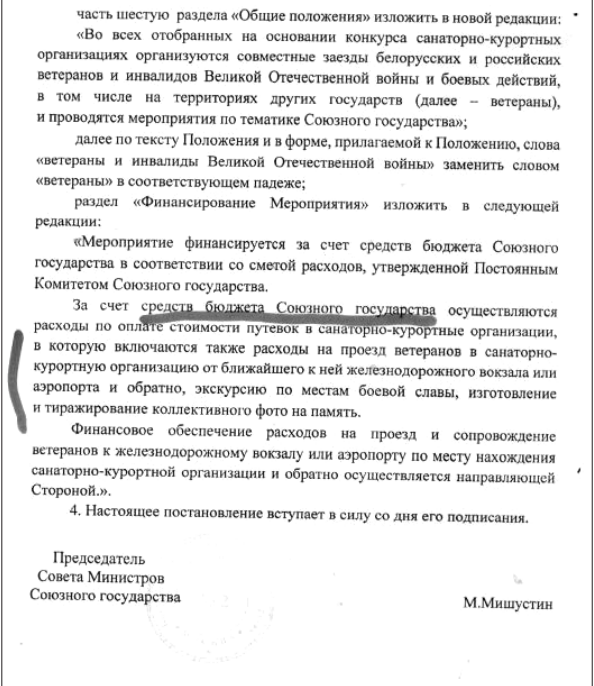 часть шестую раздела «Общие положения» изложить в новой редакции:
«Во всех отобранных на основании конкурса санаторно-курортных
организациях организуются совместные заезды белорусских и российских
ветеранов и инвалидов Великой Отечественной войны и боевых действий,
в том числе на территориях других государств (далее – ветераны),
и проводятся мероприятия по тематике Союзного государства»;
далее по тексту Положения и в форме, прилагаемой к Положению, слова
«ветераны и инвалиды Великой Отечественной войны» заменить словом
«ветераны» в соответствующем падеже;
раздел «Финансирование Мероприятия» изложить в следующей
редакции:
«Мероприятие финансируется за счет средств бюджета Союзного
государства в соответствии со сметой расходов, утвержденной Постоянным
Комитетом Союзного государства.
За счет средств бюджета Союзного государства осуществляются
расходы по оплате стоимости путевок в санаторно-курортные организации,
в которую включаются также расходы на проезд ветеранов в санаторно-
курортную организацию от ближайшего к ней железнодорожного вокзала или
аэропорта и обратно, экскурсию по местам боевой славы, изготовление
и тиражирование коллективного фото на память.
Финансовое обеспечение расходов на проезд и сопровождение
ветеранов к железнодорожному вокзалу или аэропорту по месту нахождения
санаторно-курортной организации и обратно осуществляется направляющей
Стороной.».
4. Настоящее постановление вступает в силу со дня его подписания.
Председатель
Совета Министров
Союзного государства
М.Мишустин